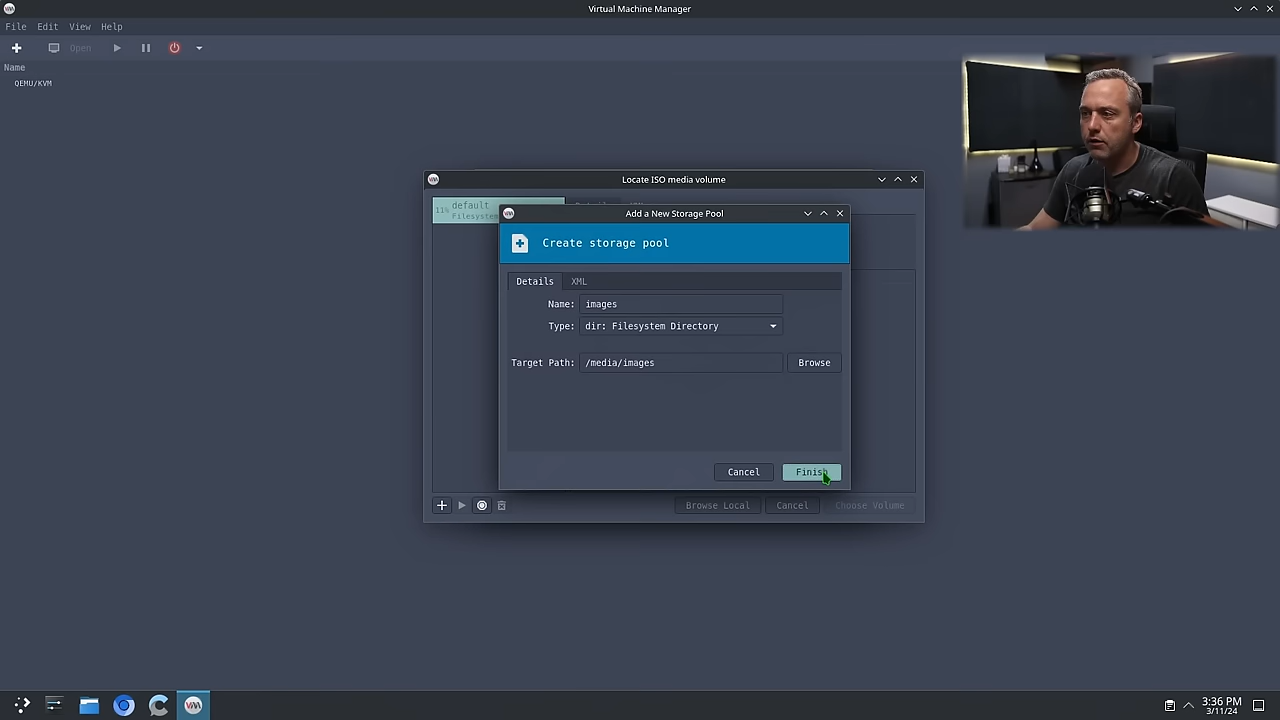 Virtual Machine Manager
File Edit View Help
Open
Name
QEMU/KVM
Locate ISO media volume
11% default
Filesystem
Add a New Storage Pool
Create storage pool
Details XML
Name: images
Type: dir: Filesystem Directory
Target Path: /media/images Browse
Cancel Finish
Browse Local Cancel Choose Volume
3:36 PM
3/11/24